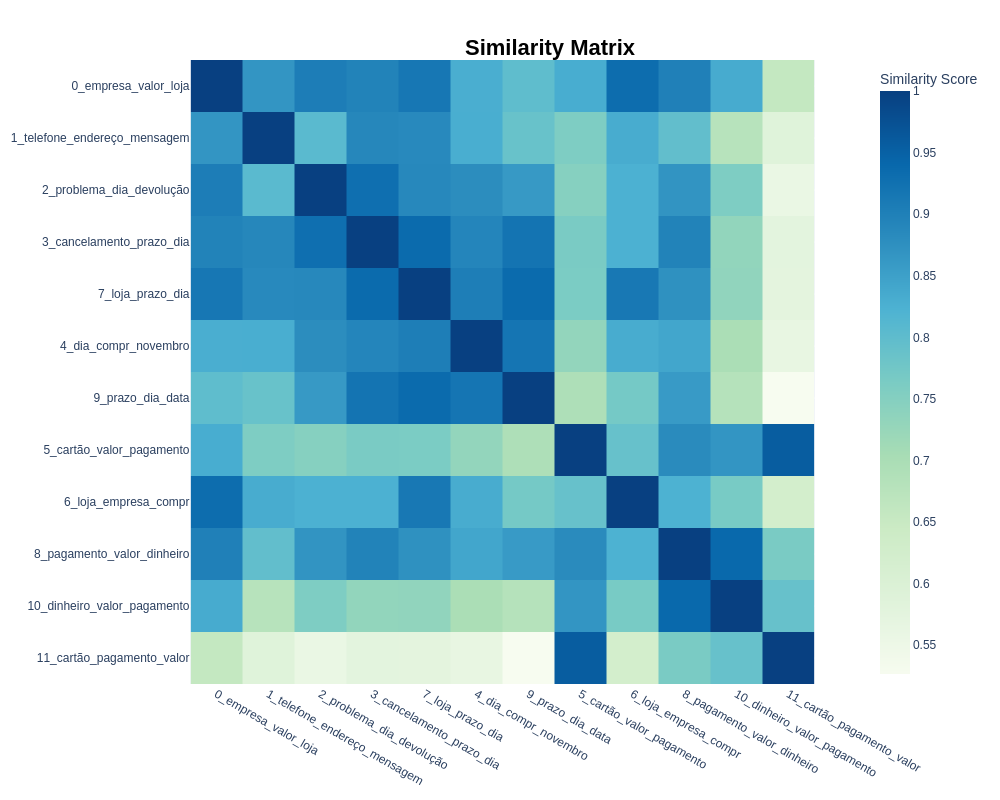 Similarity Matrix
Similarity Score
0_empresa_valor_loja
1_telefone_endereço_mensagem
2_problema_dia_devolução
3_cancelamento_prazo_dia
7_loja_prazo_dia
4_dia_compr_novembro
9_prazo_dia_data
5_cartão_valor_pagamento
6_loja_empresa_compr
8_pagamento_valor_dinheiro
10_dinheiro_valor_pagamento
11_cartão_pagamento_valor
1
0.95
0.9
0.85
0.8
0.75
0.7
0.65
0.6
0.55
0_empresa_valor_loja
1_telefone_endereço_mensagem
2_problema_dia_devolução
3_cancelamento_prazo_dia
7_loja_prazo_dia
4_dia_compr_novembro
9_prazo_dia_data
5_cartão_valor_pagamento
6_loja_empresa_compr
8_pagamento_valor_dinheiro
10_dinheiro_valor_pagamento
11_cartão_pagamento_valor